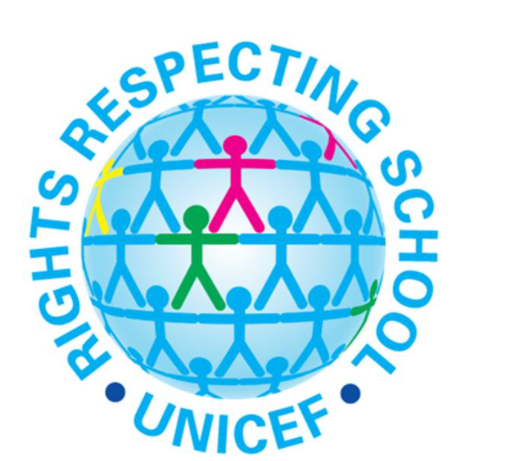 RIGHTS RESPECTING SCHOOL
UNICEF